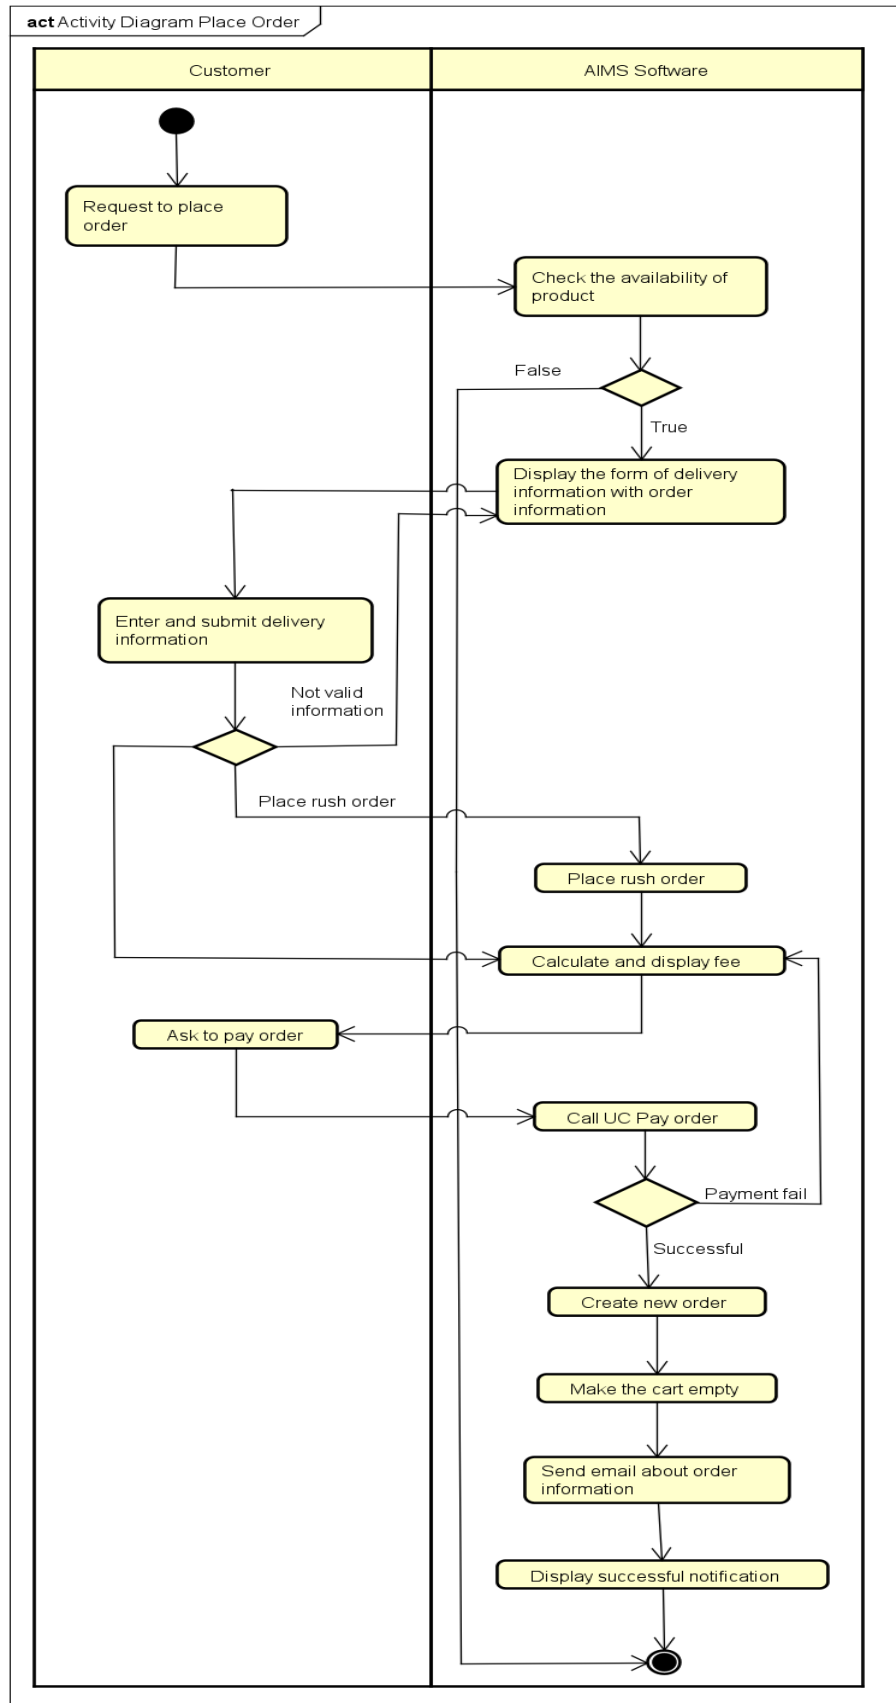 act Activity Diagram Place Order
Customer
AIMS Software
Request to place
order
Check the availability of
product
False
True
Display the form of delivery
information with order
information
Enter and submit delivery
information
Not valid
information
Place rush order
Place rush order
Calculate and display fee
Ask to pay order
Call UC Pay order
Payment fail
Successful
Create new order
Make the cart empty
Send email about order
information
Display successful notification